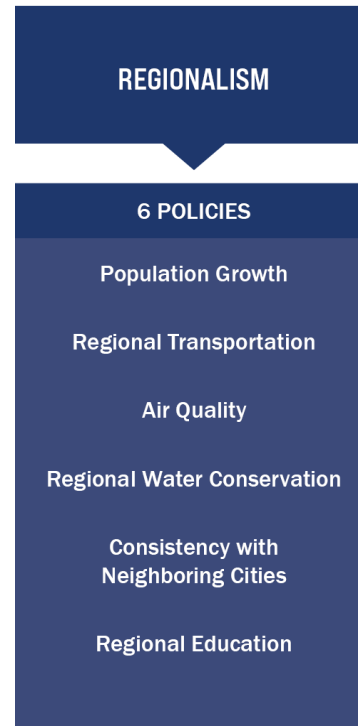 REGIONALISM
6 POLICIES
Population Growth
Regional Transportation
Air Quality
Regional Water Conservation
Consistency with
Neighboring Cities
Regional Education